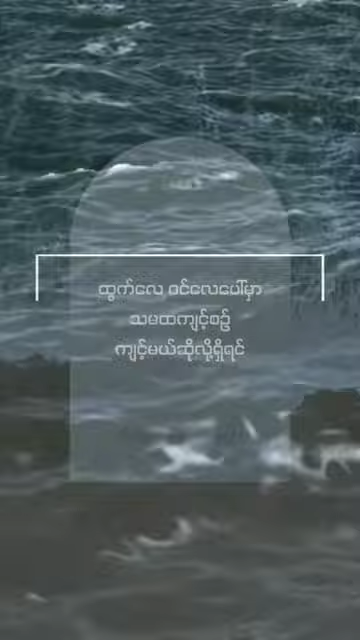 ထွက်လေ ဝင်လေပေါ်မှာ
သမထကျင့်စဉ်
ကျင့်မယ်ဆိုလို့ရှိရင်